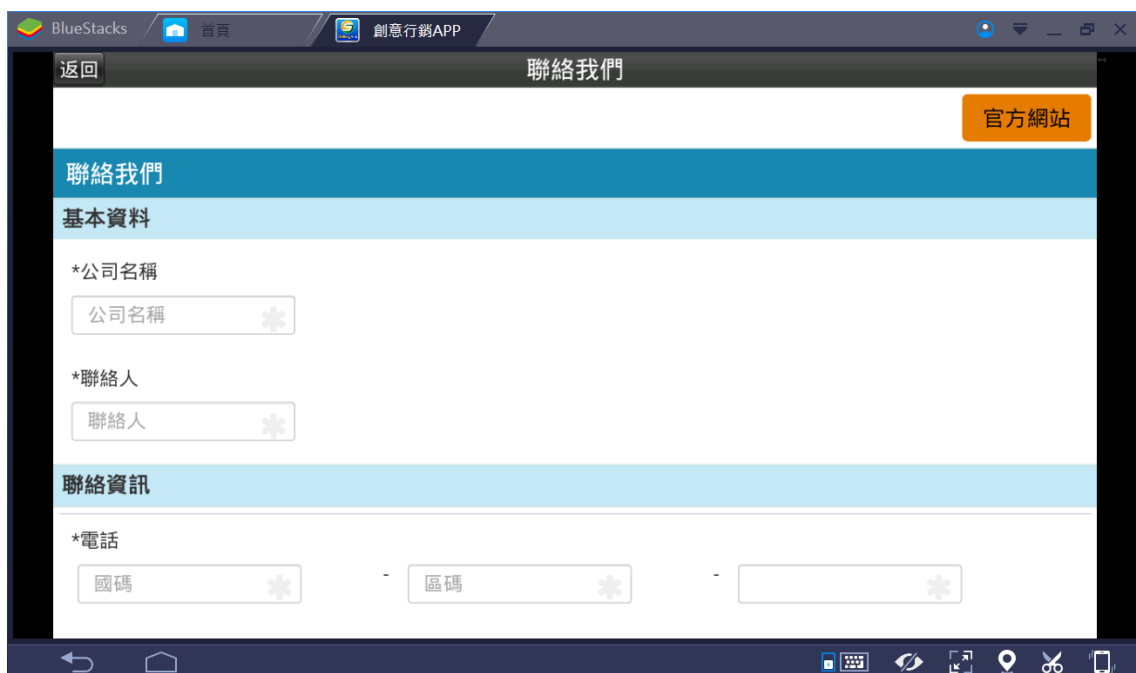 BlueStacks 首頁 創意行銷APP
返回 聯絡我們
官方網站
聯絡我們
基本資料
*公司名稱
公司名稱
*聯絡人
聯絡人
聯絡資訊
*電話
國碼 - 區碼 -